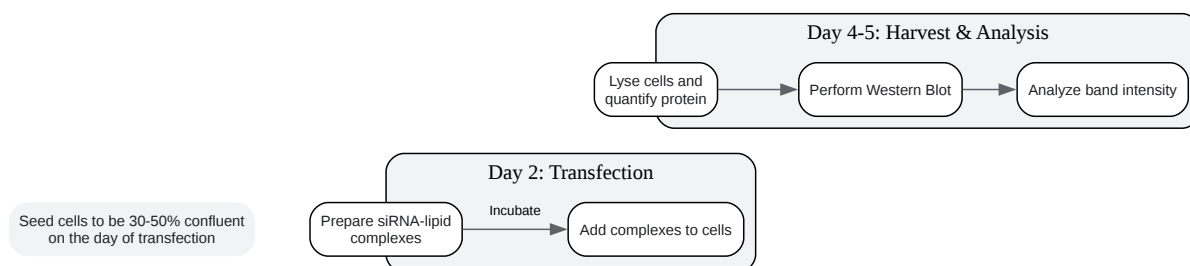 Day 4-5: Harvest & Analysis
Lyse cells and
quantify protein
Perform Western Blot
Analyze band intensity
Day 2: Transfection
Seed cells to be 30-50% confluent
on the day of transfection
Prepare siRNA-lipid
complexes
Incubate
Add complexes to cells